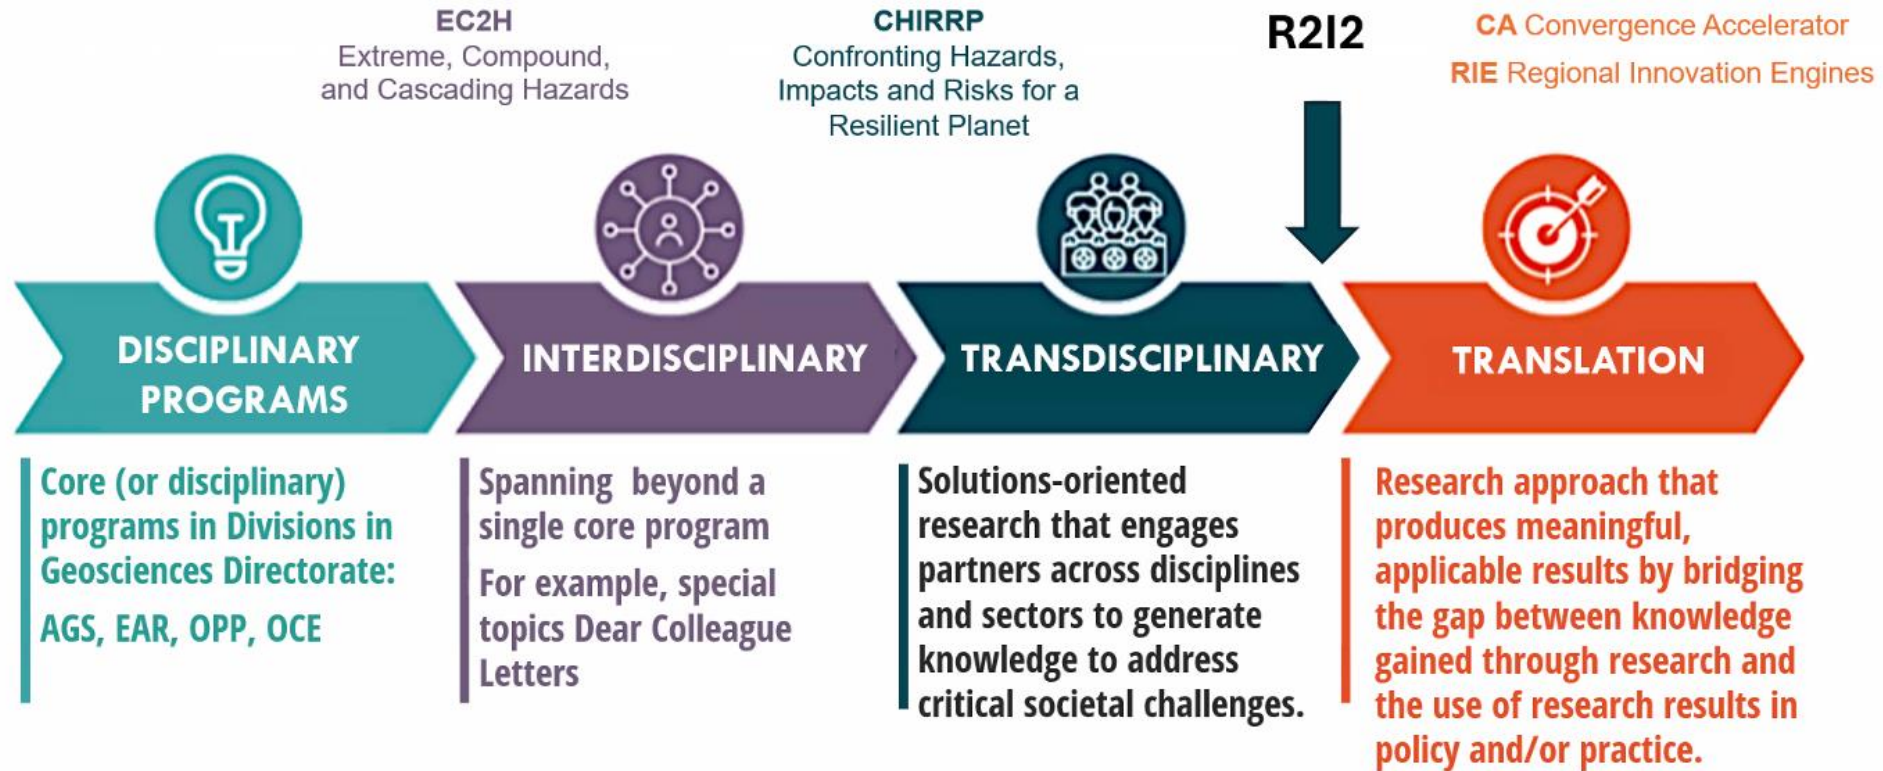 EC2H
Extreme, Compound,
and Cascading Hazards
CHIRRP
Confronting Hazards,
Impacts and Risks for a
Resilient Planet
R2I2
CA Convergence Accelerator
RIE Regional Innovation Engines
DISCIPLINARY
PROGRAMS
INTERDISCIPLINARY
TRANSDISCIPLINARY
TRANSLATION
Core (or disciplinary)
programs in Divisions in
Geosciences Directorate:
AGS, EAR, OPP, OCE
Spanning beyond a
single core program
For example, special
topics Dear Colleague
Letters
Solutions-oriented
research that engages
partners across disciplines
and sectors to generate
knowledge to address
critical societal challenges.
Research approach that
produces meaningful,
applicable results by bridging
the gap between knowledge
gained through research and
the use of research results in
policy and/or practice.